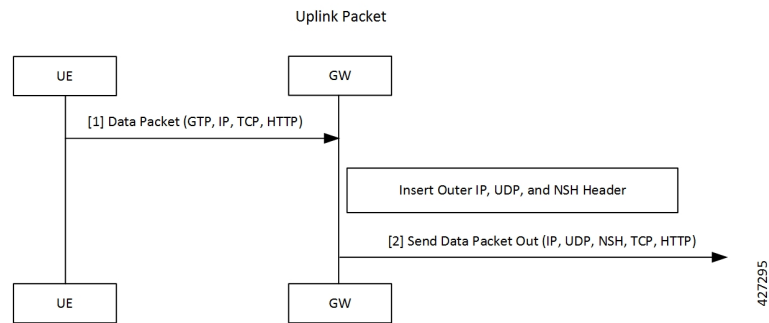 Uplink Packet
UE
GW
[1] Data Packet (GTP, IP, TCP, HTTP)
Insert Outer IP, UDP, and NSH Header
[2] Send Data Packet Out (IP, UDP, NSH, TCP, HTTP)
UE
GW
427295